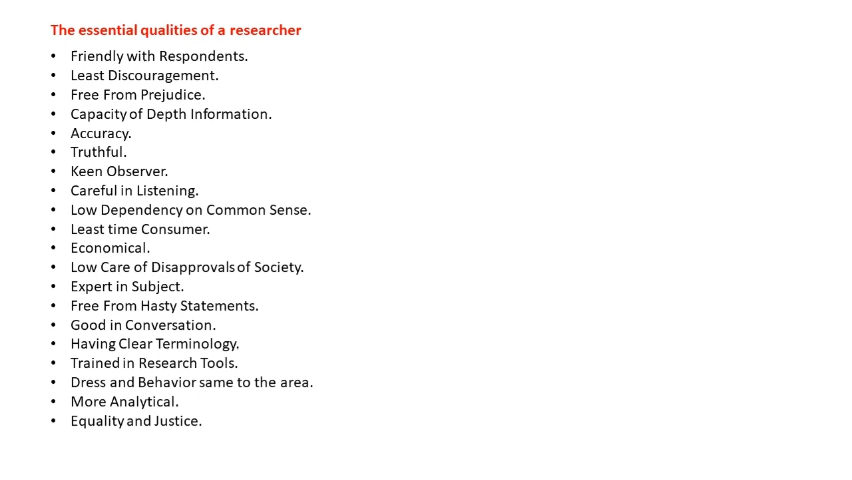 The essential qualities of a researcher
• Friendly with Respondents.
• Least Discouragement.
• Free From Prejudice.
• Capacity of Depth Information.
• Accuracy.
• Truthful.
• Keen Observer.
• Careful in Listening.
• Low Dependency on Common Sense.
• Least time Consumer.
• Economical.
• Low Care of Disapprovals of Society.
• Expert in Subject.
• Free From Hasty Statements.
• Good in Conversation.
• Having Clear Terminology.
• Trained in Research Tools.
• Dress and Behavior same to the area.
• More Analytical.
• Equality and Justice.